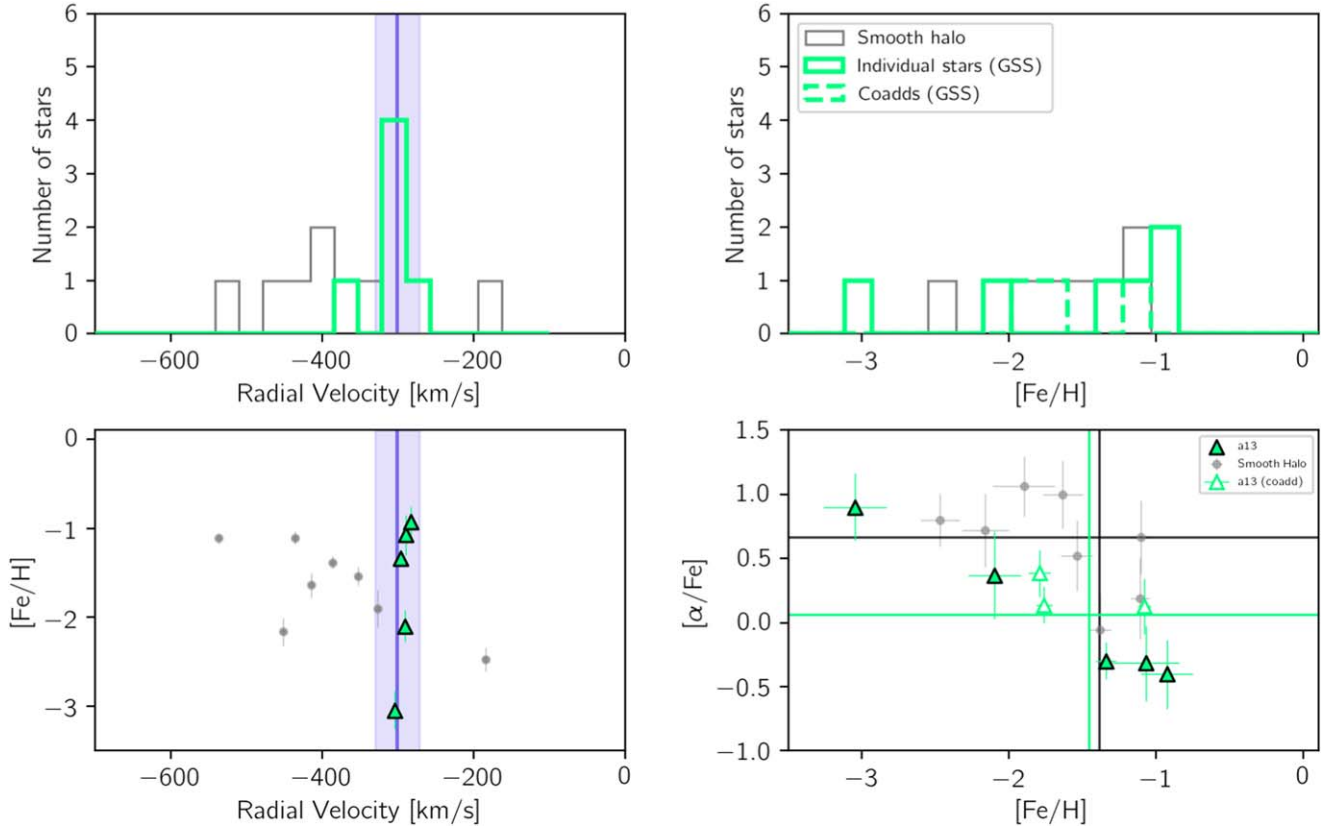 6
5
4
3
2
1
0
Number of stars
−600
−400
−200
0
Radial Velocity [km/s]
6
5
4
3
2
1
0
Number of stars
Smooth halo
Individual stars (GSS)
Coadds (GSS)
−3
−2
−1
0
[Fe/H]
0
−1
−2
−3
[Fe/H]
−600
−400
−200
0
Radial Velocity [km/s]
1.5
1.0
0.5
0.0
−0.5
−1.0
[α/Fe]
a13
Smooth Halo
a13 (coadd)
−3
−2
−1
0
[Fe/H]